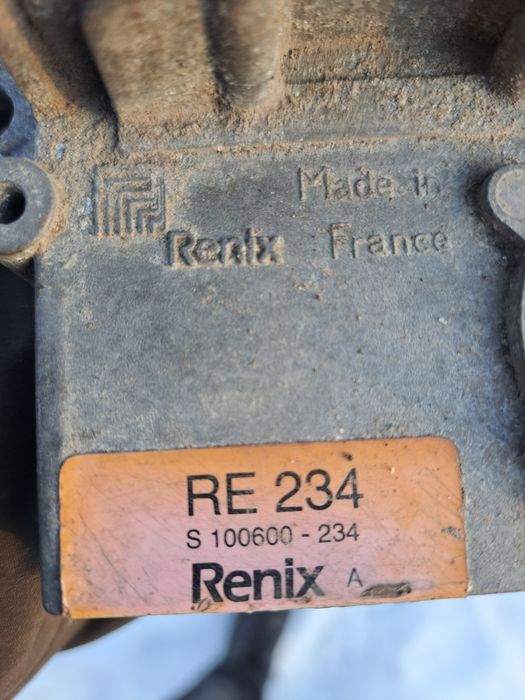 Made in
Renix France
RE 234
S 100600 - 234
Renix A